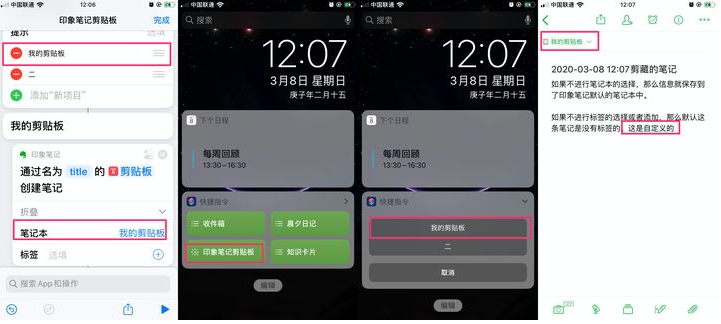 中国联通
12:06
印象笔记剪贴板
完成
提示
选填
我的剪贴板
二
添加“新项目”
我的剪贴板
印象笔记
通过名为 title 的 剪贴板
创建笔记
折叠
笔记本
我的剪贴板
标签
选填
搜索App和操作
中国联通
搜索
12:07
3月8日 星期日
庚子年二月十五
8
下个日程
每周回顾
13:30 – 16:30
快捷指令
收件箱
晨夕日记
印象笔记剪贴板
知识卡片
编辑
中国联通
搜索
12:07
3月8日 星期日
庚子年二月十五
8
下个日程
每周回顾
13:30 – 16:30
快捷指令
我的剪贴板
二
取消
编辑
中国联通
12:07
我的剪贴板
2020-03-08 12:07剪藏的笔记
如果不进行笔记本的选择，那么信息就保存到
了印象笔记默认的笔记本中。
如果不进行标签的选择或者添加，那么默认这
条笔记是没有标签的 这是自定义的